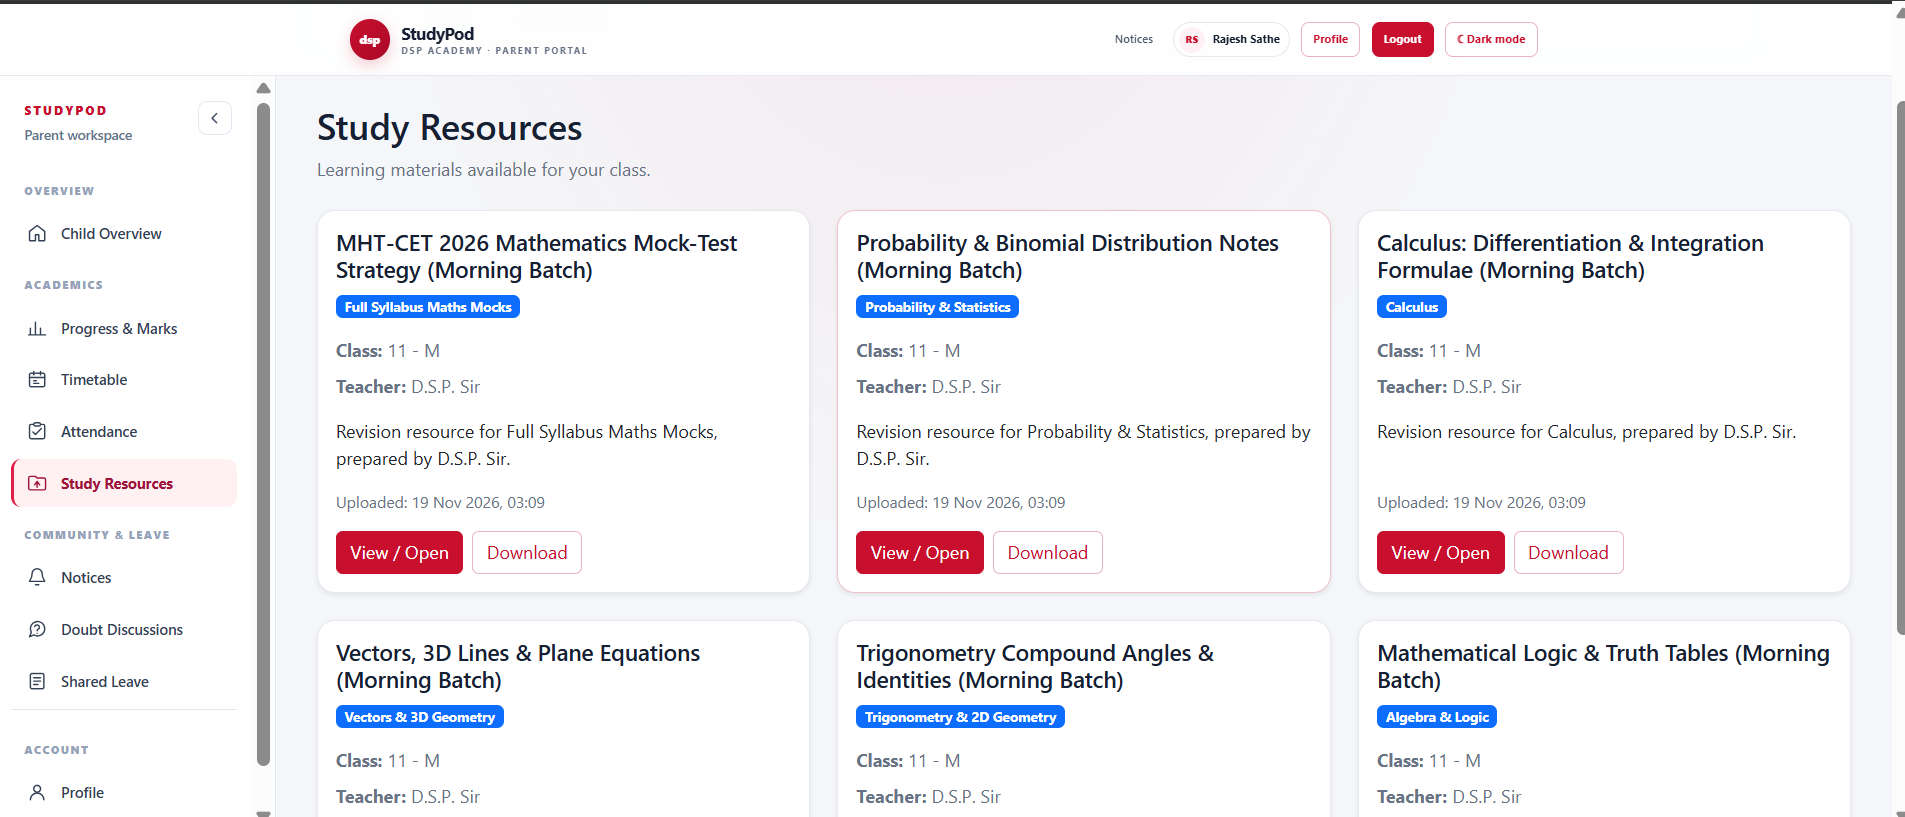 dsp
StudyPod
DSP ACADEMY · PARENT PORTAL
Notices
RS
Rajesh Sathe
Profile
Logout
Dark mode
STUDYPOD
Parent workspace
OVERVIEW
Child Overview
ACADEMICS
Progress & Marks
Timetable
Attendance
Study Resources
COMMUNITY & LEAVE
Notices
Doubt Discussions
Shared Leave
ACCOUNT
Profile
Study Resources
Learning materials available for your class.
MHT-CET 2026 Mathematics Mock-Test
Strategy (Morning Batch)
Full Syllabus Maths Mocks
Class: 11 - M
Teacher: D.S.P. Sir
Revision resource for Full Syllabus Maths Mocks,
prepared by D.S.P. Sir.
Uploaded: 19 Nov 2026, 03:09
View / Open
Download
Probability & Binomial Distribution Notes
(Morning Batch)
Probability & Statistics
Class: 11 - M
Teacher: D.S.P. Sir
Revision resource for Probability & Statistics, prepared by
D.S.P. Sir.
Uploaded: 19 Nov 2026, 03:09
View / Open
Download
Calculus: Differentiation & Integration
Formulae (Morning Batch)
Calculus
Class: 11 - M
Teacher: D.S.P. Sir
Revision resource for Calculus, prepared by D.S.P. Sir.
Uploaded: 19 Nov 2026, 03:09
View / Open
Download
Vectors, 3D Lines & Plane Equations
(Morning Batch)
Vectors & 3D Geometry
Class: 11 - M
Teacher: D.S.P. Sir
Trigonometry Compound Angles &
Identities (Morning Batch)
Trigonometry & 2D Geometry
Class: 11 - M
Teacher: D.S.P. Sir
Mathematical Logic & Truth Tables (Morning
Batch)
Algebra & Logic
Class: 11 - M
Teacher: D.S.P. Sir